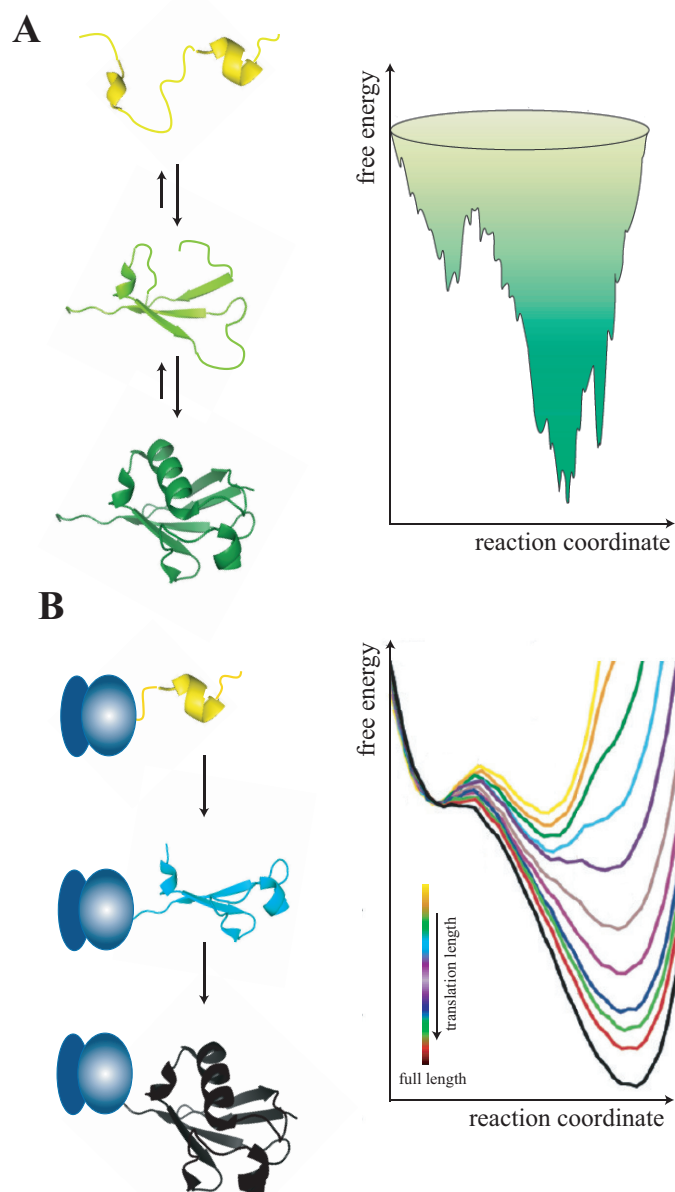 A
free energy
reaction coordinate
B
free energy
translation length
full length
reaction coordinate